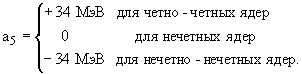 + 34 МэВ для четно - четных ядер
a5 = 0 для нечетных ядер
− 34 МэВ для нечетно - нечетных ядер.